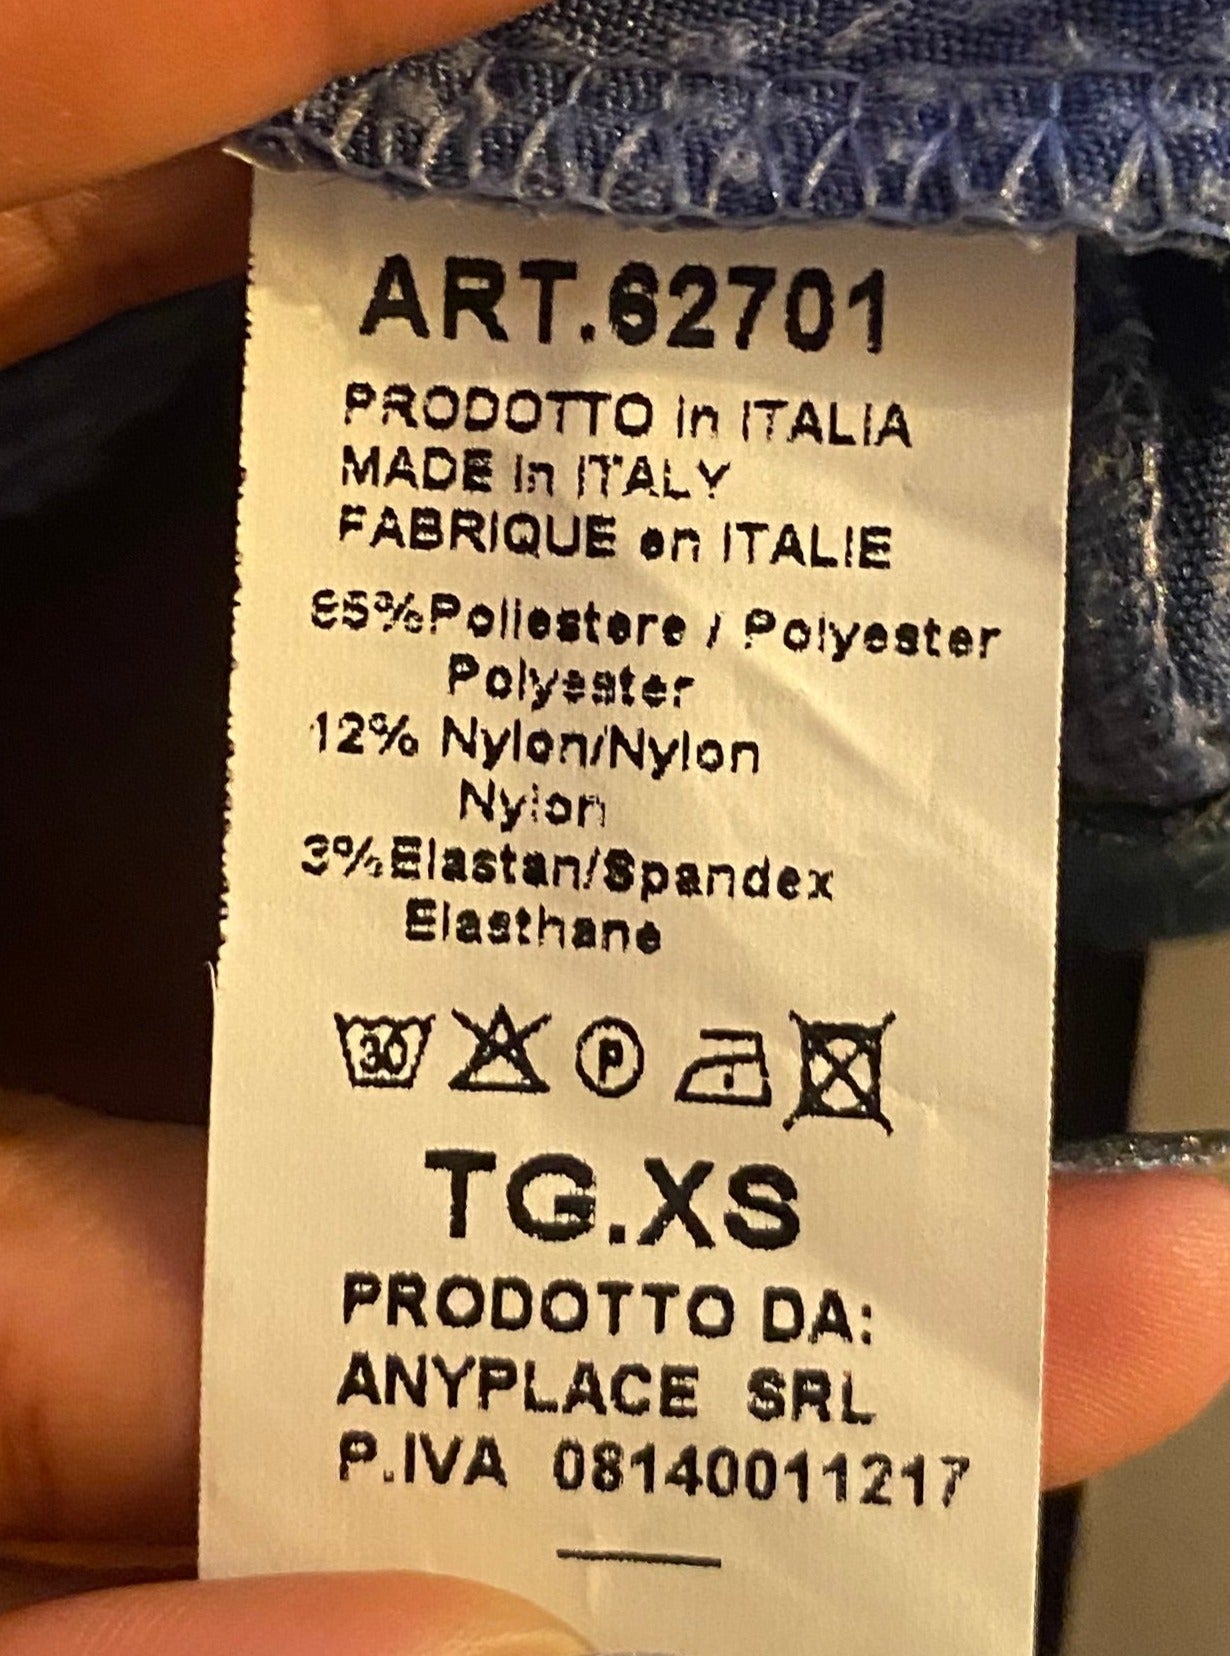 ART.62701
PRODOTTO in ITALIA
MADE in ITALY
FABRIQUE en ITALIE
85%Poliestere / Polyester
Polyester
12% Nylon/Nylon
Nylon
3%Elastan/Spandex
Elasthane
30 P
TG.XS
PRODOTTO DA:
ANYPLACE SRL
P.IVA 08140011217